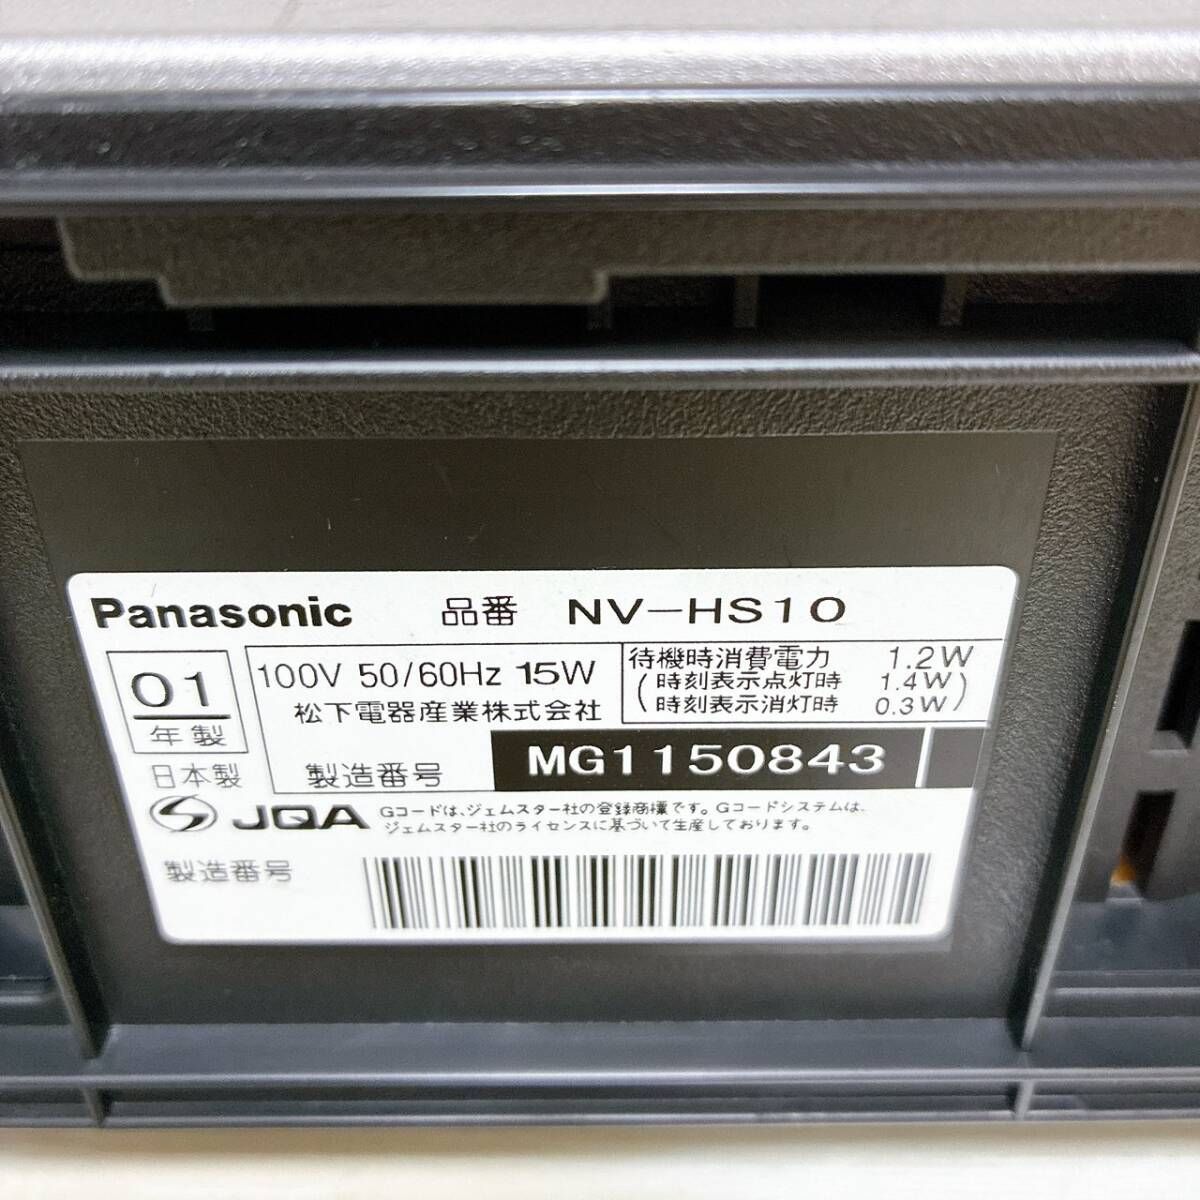 Panasonic 品番 NV-HS10
01
年製
日本製
100V 50/60Hz 15W
松下電器産業株式会社
待機時消費電力 1.2W
(時刻表示点灯時 1.4W)
(時刻表示消灯時 0.3W)
製造番号 MG1150843
JQA
Gコードは、ジェムスター社の登録商標です。Gコードシステムは、
ジェムスター社のライセンスに基づいて生産しております。
製造番号